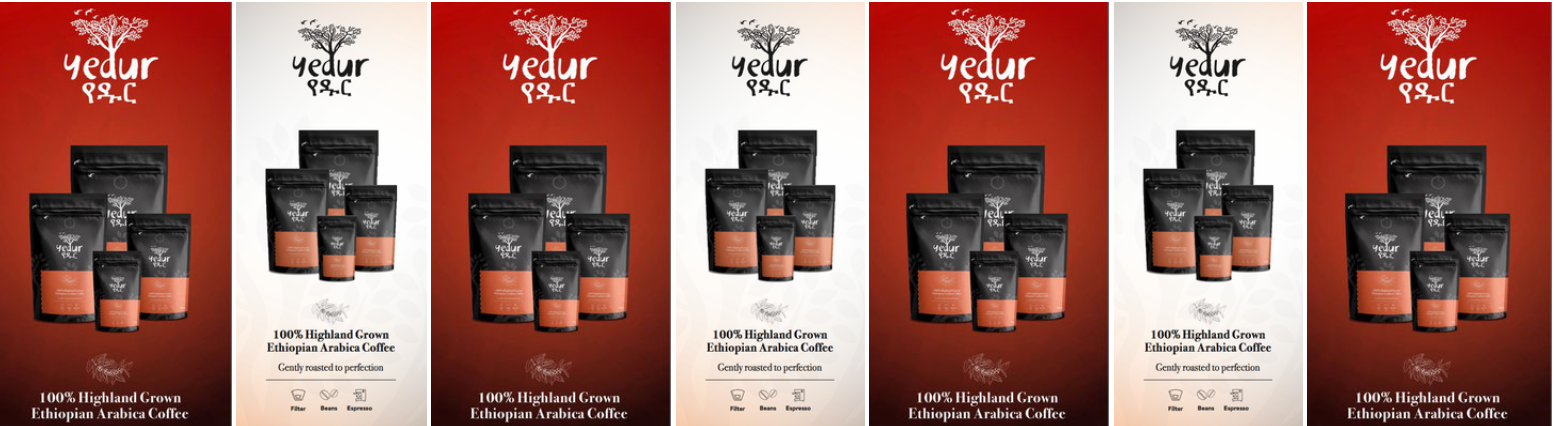 yedur
የዱር
100% Highland Grown
Ethiopian Arabica Coffee
yedur
የዱር
100% Highland Grown
Ethiopian Arabica Coffee
Gently roasted to perfection
Filter Beans Espresso
yedur
የዱር
100% Highland Grown
Ethiopian Arabica Coffee
yedur
የዱር
100% Highland Grown
Ethiopian Arabica Coffee
Gently roasted to perfection
Filter Beans Espresso
yedur
የዱር
100% Highland Grown
Ethiopian Arabica Coffee
yedur
የዱር
100% Highland Grown
Ethiopian Arabica Coffee
Gently roasted to perfection
Filter Beans Espresso
yedur
የዱር
100% Highland Grown
Ethiopian Arabica Coffee